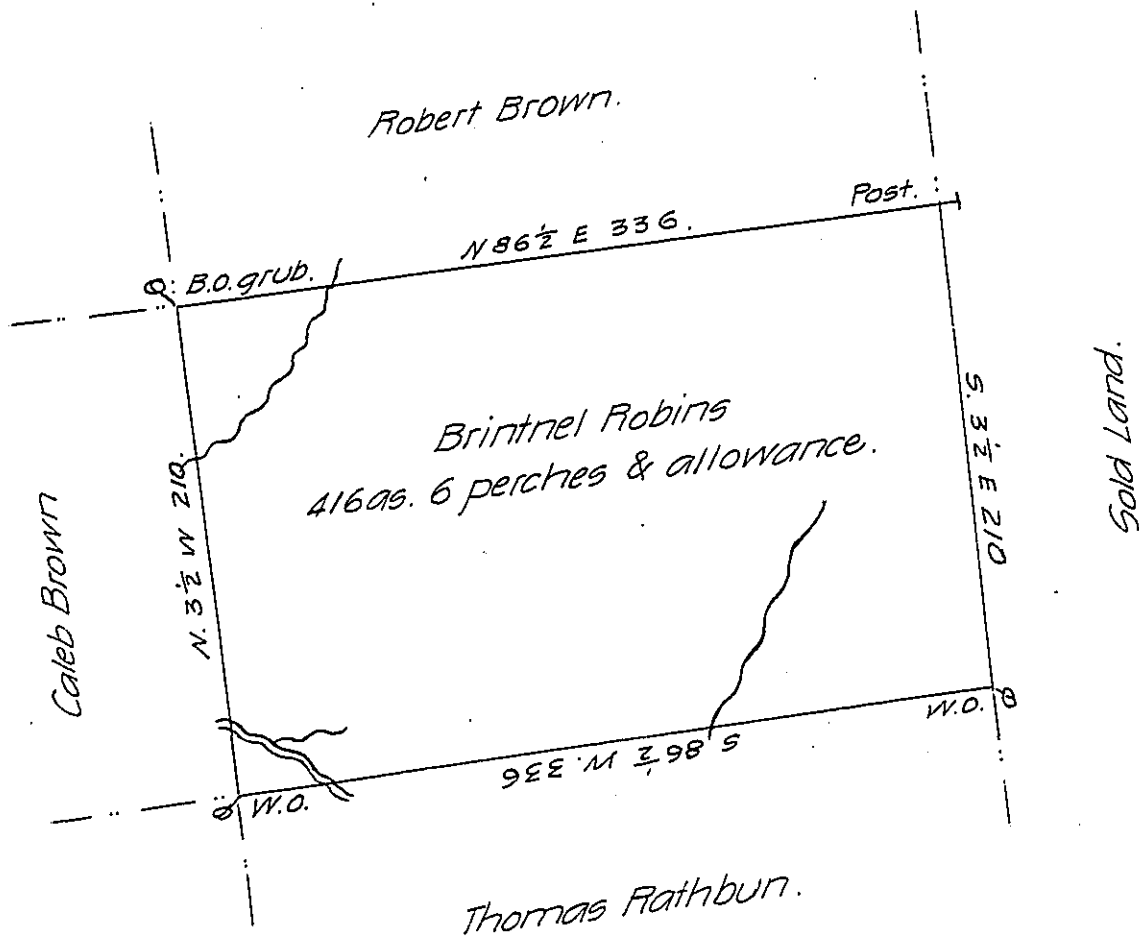 Robert Brown.
Post.
N 86½ E 336.
B.O. grub.
Brintnel Robins
416as. 6 perches & allowance.
S. 3½ E 210
Sold Land.
N. 3½ W 210.
Caleb Brown
W.O.
S 86½ W. 336
W.O.
Thomas Rathbun.